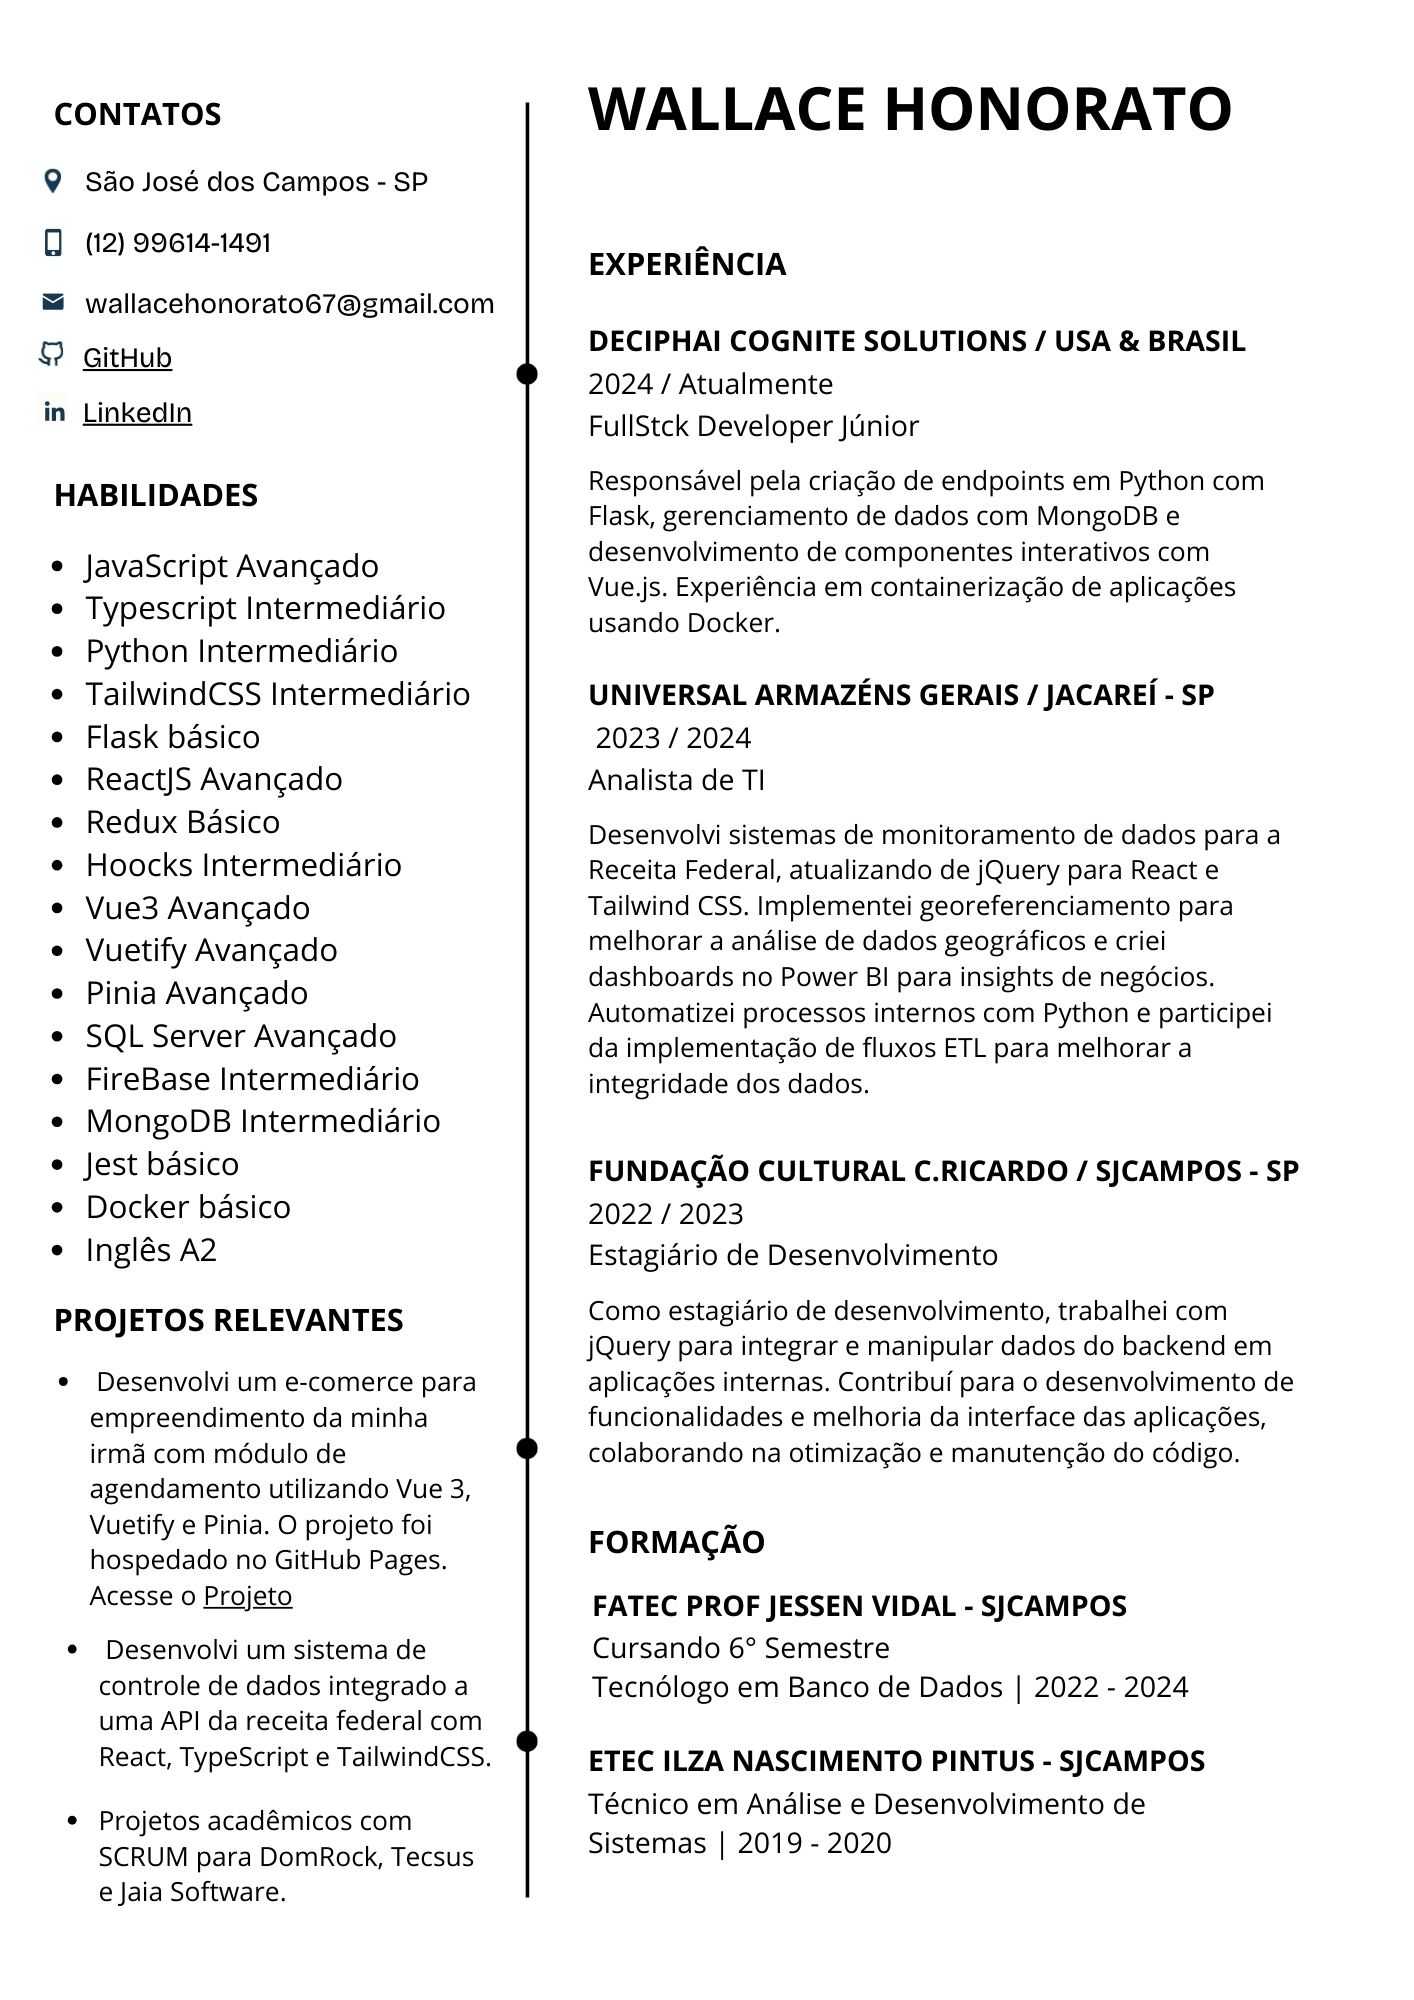 CONTATOS
São José dos Campos - SP
(12) 99614-1491
wallacehonorato67@gmail.com
GitHub
LinkedIn
HABILIDADES
• JavaScript Avançado
• Typescript Intermediário
• Python Intermediário
• TailwindCSS Intermediário
• Flask básico
• ReactJS Avançado
• Redux Básico
• Hoocks Intermediário
• Vue3 Avançado
• Vuetify Avançado
• Pinia Avançado
• SQL Server Avançado
• FireBase Intermediário
• MongoDB Intermediário
• Jest básico
• Docker básico
• Inglês A2
PROJETOS RELEVANTES
• Desenvolvi um e-comerce para
empreendimento da minha
irmã com módulo de
agendamento utilizando Vue 3,
Vuetify e Pinia. O projeto foi
hospedado no GitHub Pages.
Acesse o Projeto
• Desenvolvi um sistema de
controle de dados integrado a
uma API da receita federal com
React, TypeScript e TailwindCSS.
• Projetos acadêmicos com
SCRUM para DomRock, Tecsus
e Jaia Software.
WALLACE HONORATO
EXPERIÊNCIA
DECIPHAI COGNITE SOLUTIONS / USA & BRASIL
2024 / Atualmente
FullStck Developer Júnior
Responsável pela criação de endpoints em Python com
Flask, gerenciamento de dados com MongoDB e
desenvolvimento de componentes interativos com
Vue.js. Experiência em containerização de aplicações
usando Docker.
UNIVERSAL ARMAZÉNS GERAIS / JACAREÍ - SP
2023 / 2024
Analista de TI
Desenvolvi sistemas de monitoramento de dados para a
Receita Federal, atualizando de jQuery para React e
Tailwind CSS. Implementei georeferenciamento para
melhorar a análise de dados geográficos e criei
dashboards no Power BI para insights de negócios.
Automatizei processos internos com Python e participei
da implementação de fluxos ETL para melhorar a
integridade dos dados.
FUNDAÇÃO CULTURAL C.RICARDO / SJCAMPOS - SP
2022 / 2023
Estagiário de Desenvolvimento
Como estagiário de desenvolvimento, trabalhei com
jQuery para integrar e manipular dados do backend em
aplicações internas. Contribuí para o desenvolvimento de
funcionalidades e melhoria da interface das aplicações,
colaborando na otimização e manutenção do código.
FORMAÇÃO
FATEC PROF JESSEN VIDAL - SJCAMPOS
Cursando 6° Semestre
Tecnólogo em Banco de Dados | 2022 - 2024
ETEC ILZA NASCIMENTO PINTUS - SJCAMPOS
Técnico em Análise e Desenvolvimento de
Sistemas | 2019 - 2020